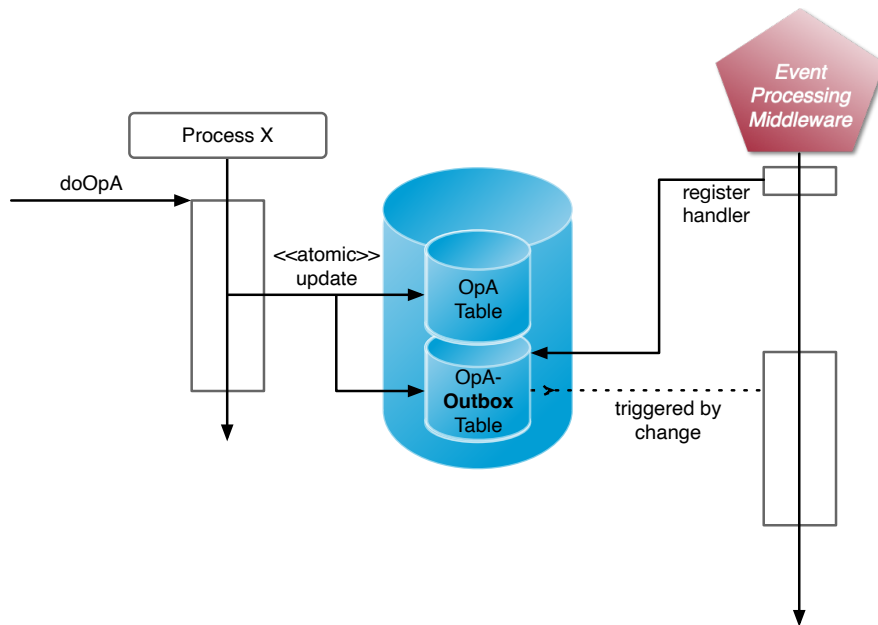 Event
Processing
Middleware
Process X
doOpA
register
handler
<<atomic>>
update
OpA
Table
OpA-
Outbox
Table
triggered by
change